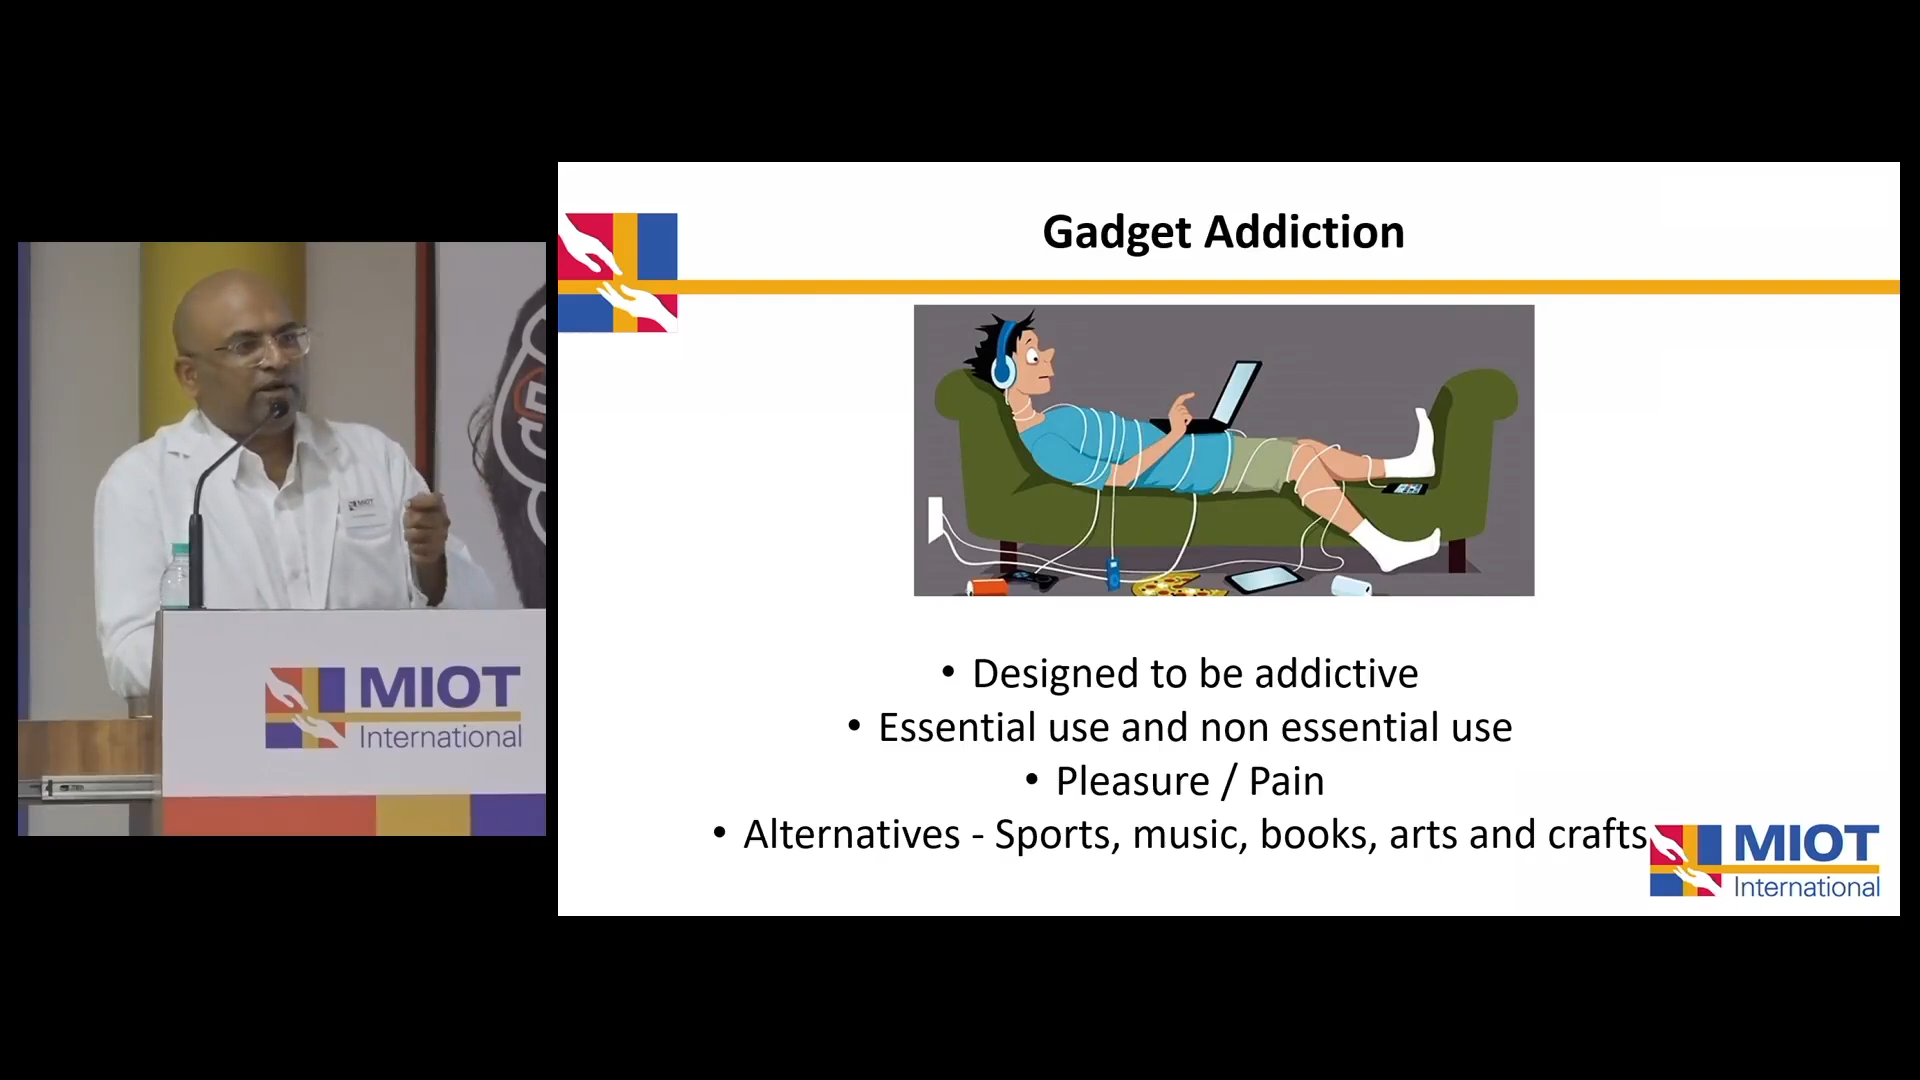 MIOT
MIOT
International
Gadget Addiction
• Designed to be addictive
• Essential use and non essential use
• Pleasure / Pain
• Alternatives - Sports, music, books, arts and crafts
MIOT
International